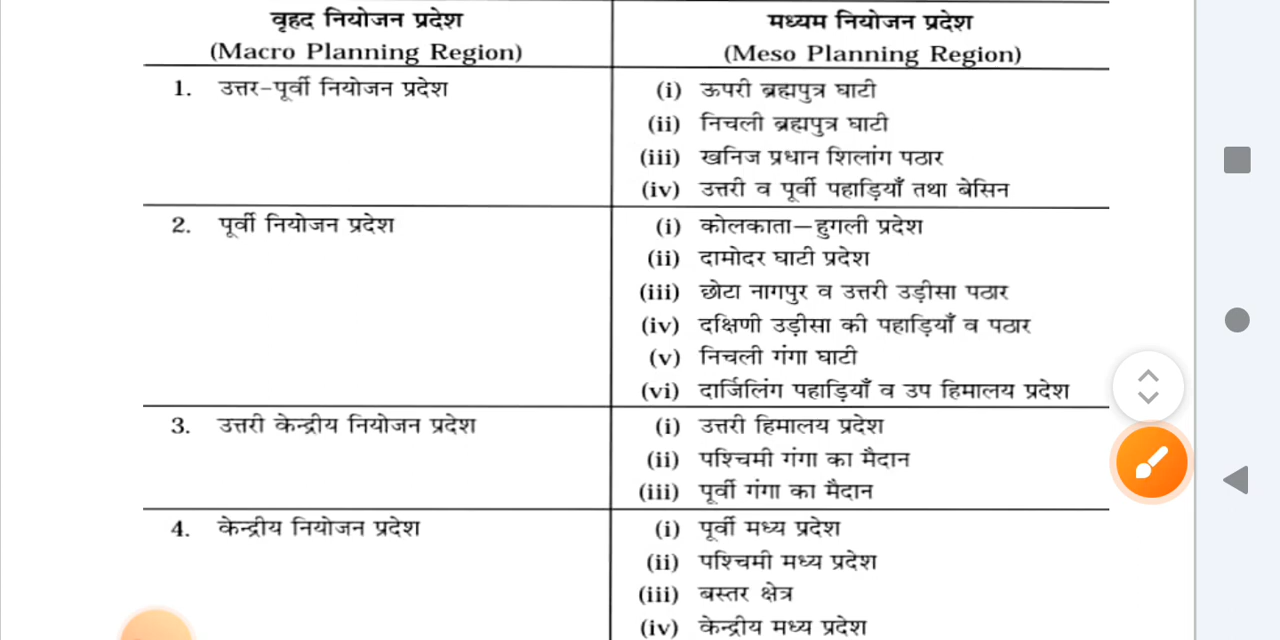 वृहद नियोजन प्रदेश
(Macro Planning Region)
मध्यम नियोजन प्रदेश
(Meso Planning Region)
1. उत्तर-पूर्वी नियोजन प्रदेश
(i) ऊपरी ब्रह्मपुत्र घाटी
(ii) निचली ब्रह्मपुत्र घाटी
(iii) खनिज प्रधान शिलांग पठार
(iv) उत्तरी व पूर्वी पहाड़ियाँ तथा बेसिन
2. पूर्वी नियोजन प्रदेश
(i) कोलकाता—हुगली प्रदेश
(ii) दामोदर घाटी प्रदेश
(iii) छोटा नागपुर व उत्तरी उड़ीसा पठार
(iv) दक्षिणी उड़ीसा की पहाड़ियाँ व पठार
(v) निचली गंगा घाटी
(vi) दार्जिलिंग पहाड़ियाँ व उप हिमालय प्रदेश
3. उत्तरी केन्द्रीय नियोजन प्रदेश
(i) उत्तरी हिमालय प्रदेश
(ii) पश्चिमी गंगा का मैदान
(iii) पूर्वी गंगा का मैदान
4. केन्द्रीय नियोजन प्रदेश
(i) पूर्वी मध्य प्रदेश
(ii) पश्चिमी मध्य प्रदेश
(iii) बस्तर क्षेत्र
(iv) केन्द्रीय मध्य प्रदेश